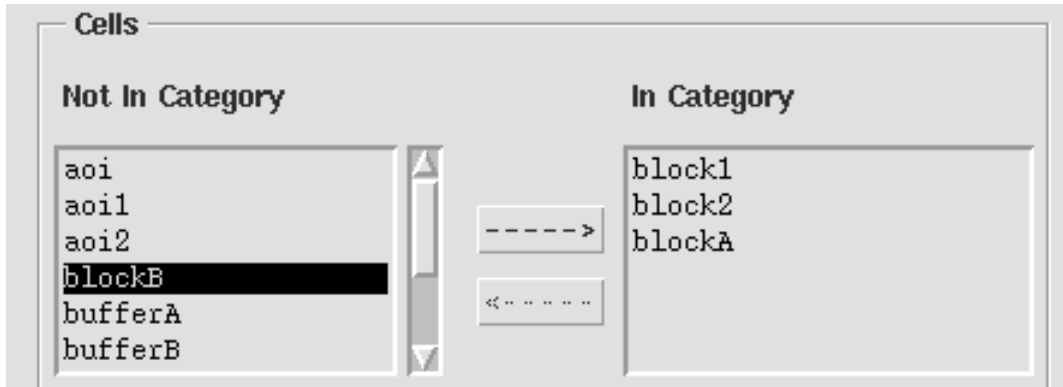 Cells
Not In Category
In Category
aoi
aoi1
aoi2
blockB
bufferA
bufferB
----->
<-----
block1
block2
blockA